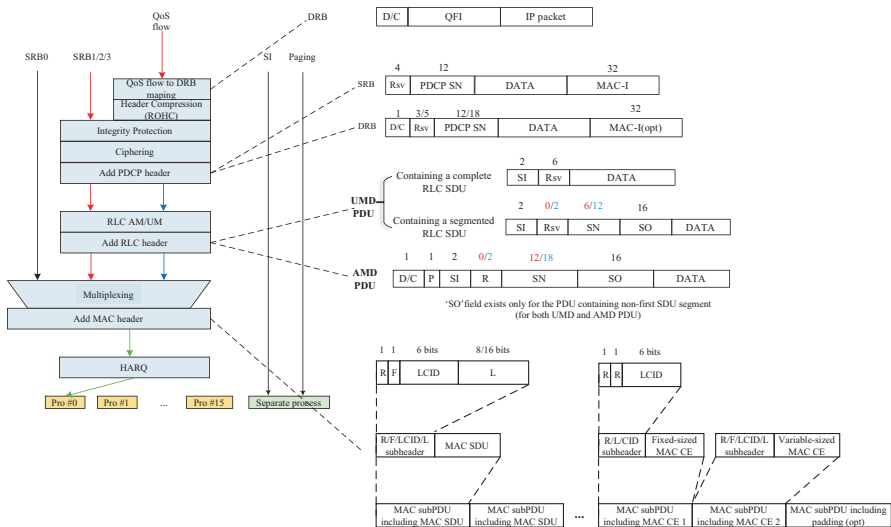 QoS
flow
DRB
D/C
QFI
IP packet
SRB0
SRB1/2/3
SI
Paging
QoS flow to DRB
maping
Header Compression
(ROHC)
Integrity Protection
Ciphering
Add PDCP header
SRB
4
12
32
Rsv
PDCP SN
DATA
MAC-I
DRB
1
3/5
12/18
32
D/C
Rsv
PDCP SN
DATA
MAC-I(opt)
RLC AM/UM
Add RLC header
UMD
PDU
Containing a complete
RLC SDU
2
6
SI
Rsv
DATA
Containing a segmented
RLC SDU
2
0/2
6/12
16
SI
Rsv
SN
SO
DATA
AMD
PDU
1
1
2
0/2
12/18
16
D/C
P
SI
R
SN
SO
DATA
'SO'field exists only for the PDU containing non-first SDU segment
(for both UMD and AMD PDU)
Multiplexing
Add MAC header
HARQ
Pro #0
Pro #1
...
Pro #15
Separate process
1
1
6 bits
8/16 bits
R
F
LCID
L
1
1
6 bits
R
R
LCID
R/F/LCID/L
subheader
MAC SDU
R/L/CID
subheader
Fixed-sized
MAC CE
R/F/LCID/L
subheader
Variable-sized
MAC CE
MAC subPDU
including MAC SDU
MAC subPDU
including MAC SDU
...
MAC subPDU
including MAC CE 1
MAC subPDU
including MAC CE 2
MAC subPDU including
padding (opt)